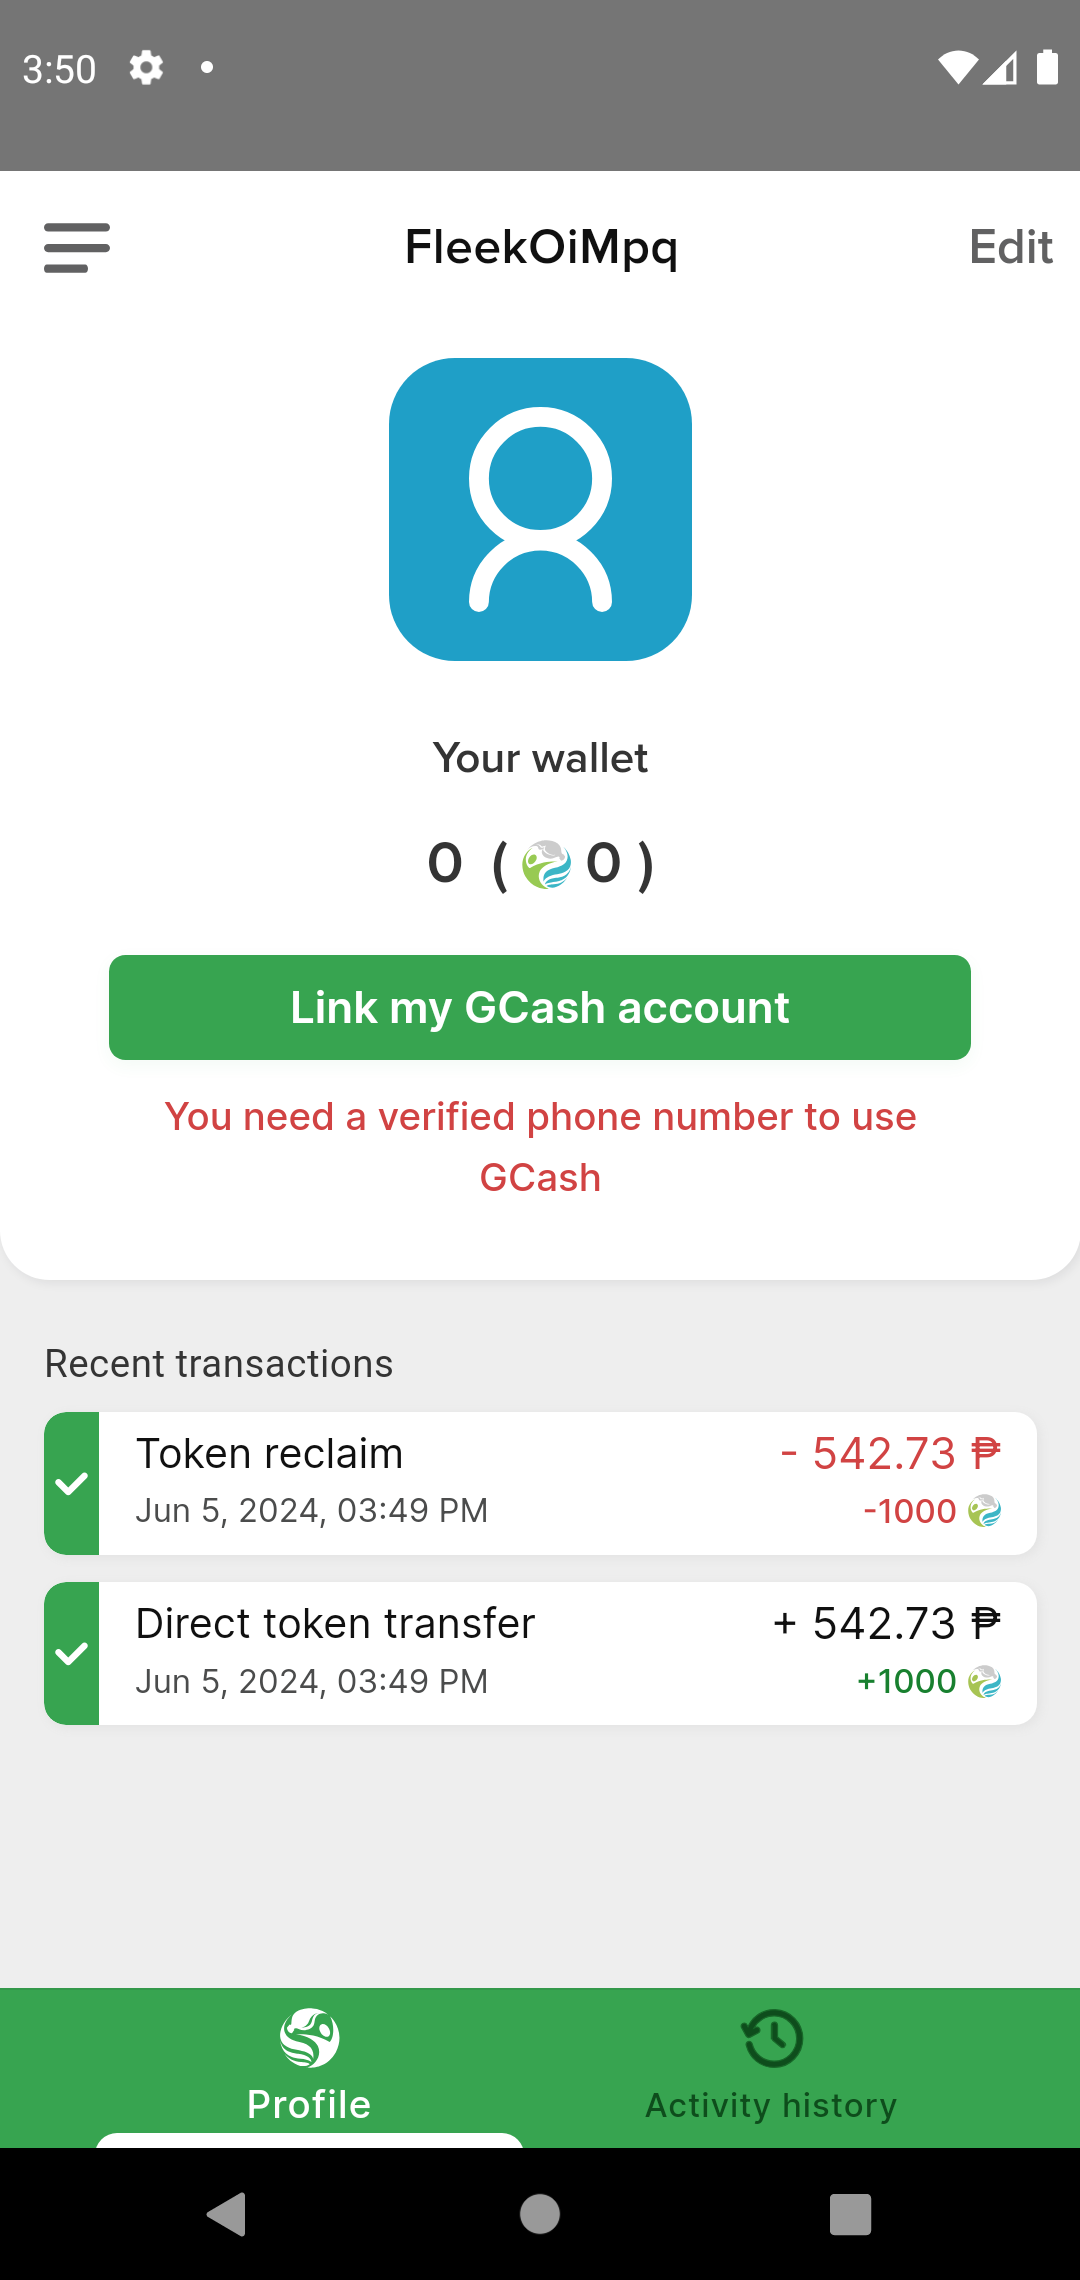 3:50
FleekOiMpq
Edit
Your wallet
0 ( 0 )
Link my GCash account
You need a verified phone number to use
GCash
Recent transactions
Token reclaim
- 542.73 ₱
Jun 5, 2024, 03:49 PM
-1000
Direct token transfer
+ 542.73 ₱
Jun 5, 2024, 03:49 PM
+1000
Profile
Activity history